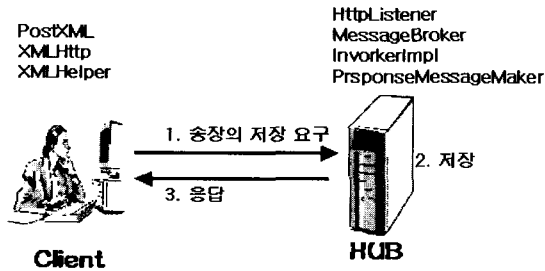 PostXML
XMLHttp
XMLHelper
HttpListener
MessageBroker
InvorkerImpl
PrsponseMessageMaker
1. 송장의 저장 요구
2. 저장
3. 응답
Client
HUB